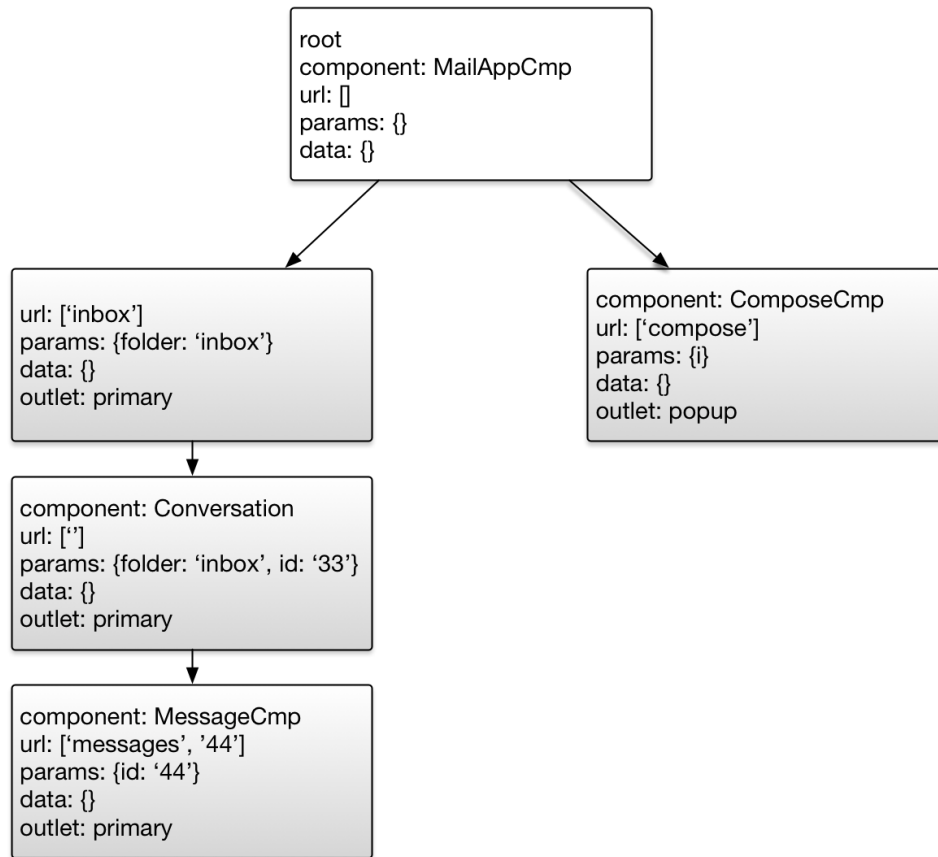 root
component: MailAppCmp
url: []
params: {}
data: {}
url: [‘inbox’]
params: {folder: ‘inbox’}
data: {}
outlet: primary
component: ComposeCmp
url: [‘compose’]
params: {i}
data: {}
outlet: popup
component: Conversation
url: [‘’]
params: {folder: ‘inbox’, id: ‘33’}
data: {}
outlet: primary
component: MessageCmp
url: [‘messages’, ’44’]
params: {id: ‘44’}
data: {}
outlet: primary